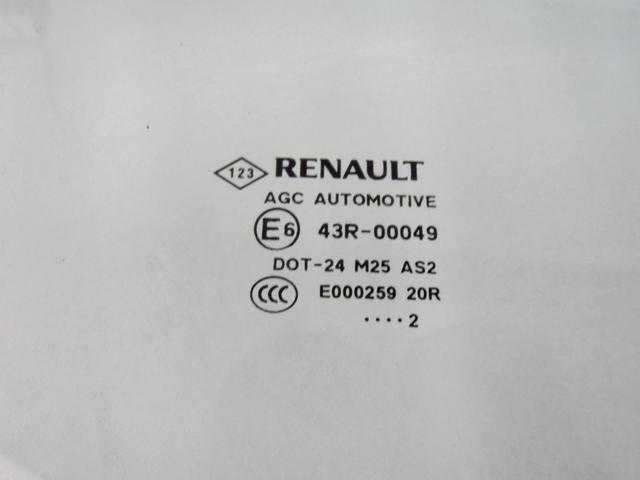 123 RENAULT
AGC AUTOMOTIVE
E6 43R-00049
DOT-24 M25 AS2
CCC E000259 20R
····2